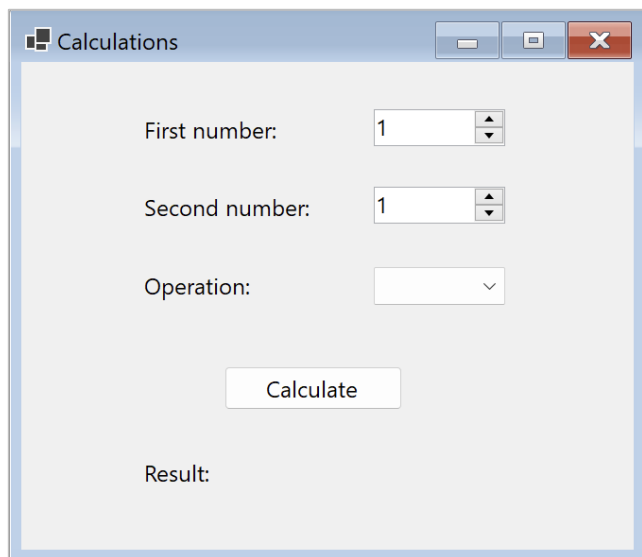 Calculations
First number: 1
Second number: 1
Operation:
Calculate
Result: